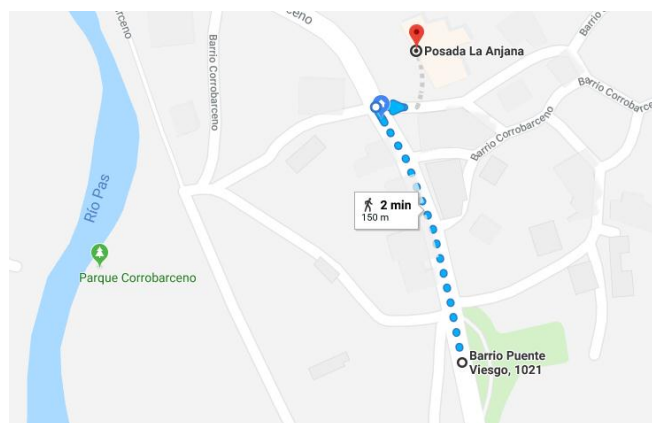 Barrio Corrobarceno
Posada La Anjana
Barrio
Barrio Corrobarceno
Barrio Corrobarceno
Río Pas
2 min
150 m
Parque Corrobarceno
Barrio Puente
Viesgo, 1021